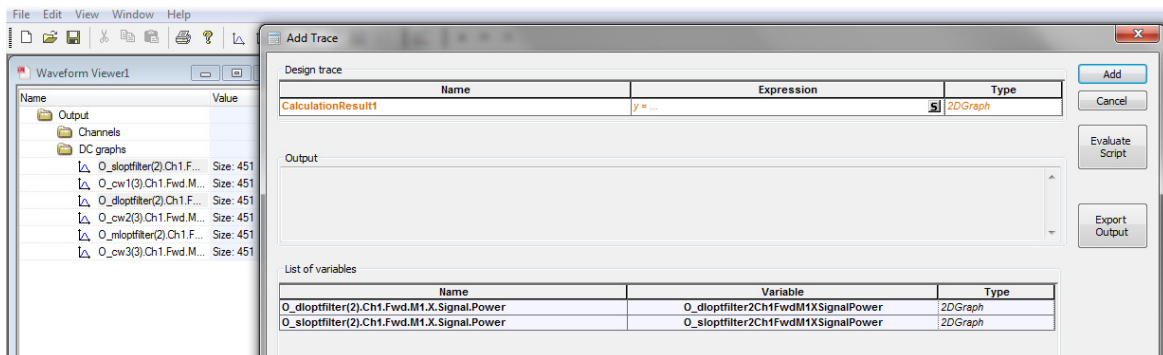 File Edit View Window Help
Add Trace
Waveform Viewer1
Name Value
Output
Channels
DC graphs
O_sloptfilter(2).Ch1.F... Size: 451
O_cw1(3).Ch1.Fwd.M... Size: 451
O_dloptfilter(2).Ch1.F... Size: 451
O_cw2(3).Ch1.Fwd.M... Size: 451
O_mloptfilter(2).Ch1.F... Size: 451
O_cw3(3).Ch1.Fwd.M... Size: 451
Design trace
Name Expression Type
CalculationResult1 y = ... S 2DGraph
Output
List of variables
Name Variable Type
O_dloptfilter(2).Ch1.Fwd.M1.X.Signal.Power O_dloptfilter2Ch1FwdM1XSignalPower 2DGraph
O_sloptfilter(2).Ch1.Fwd.M1.X.Signal.Power O_sloptfilter2Ch1FwdM1XSignalPower 2DGraph
Add
Cancel
Evaluate
Script
Export
Output